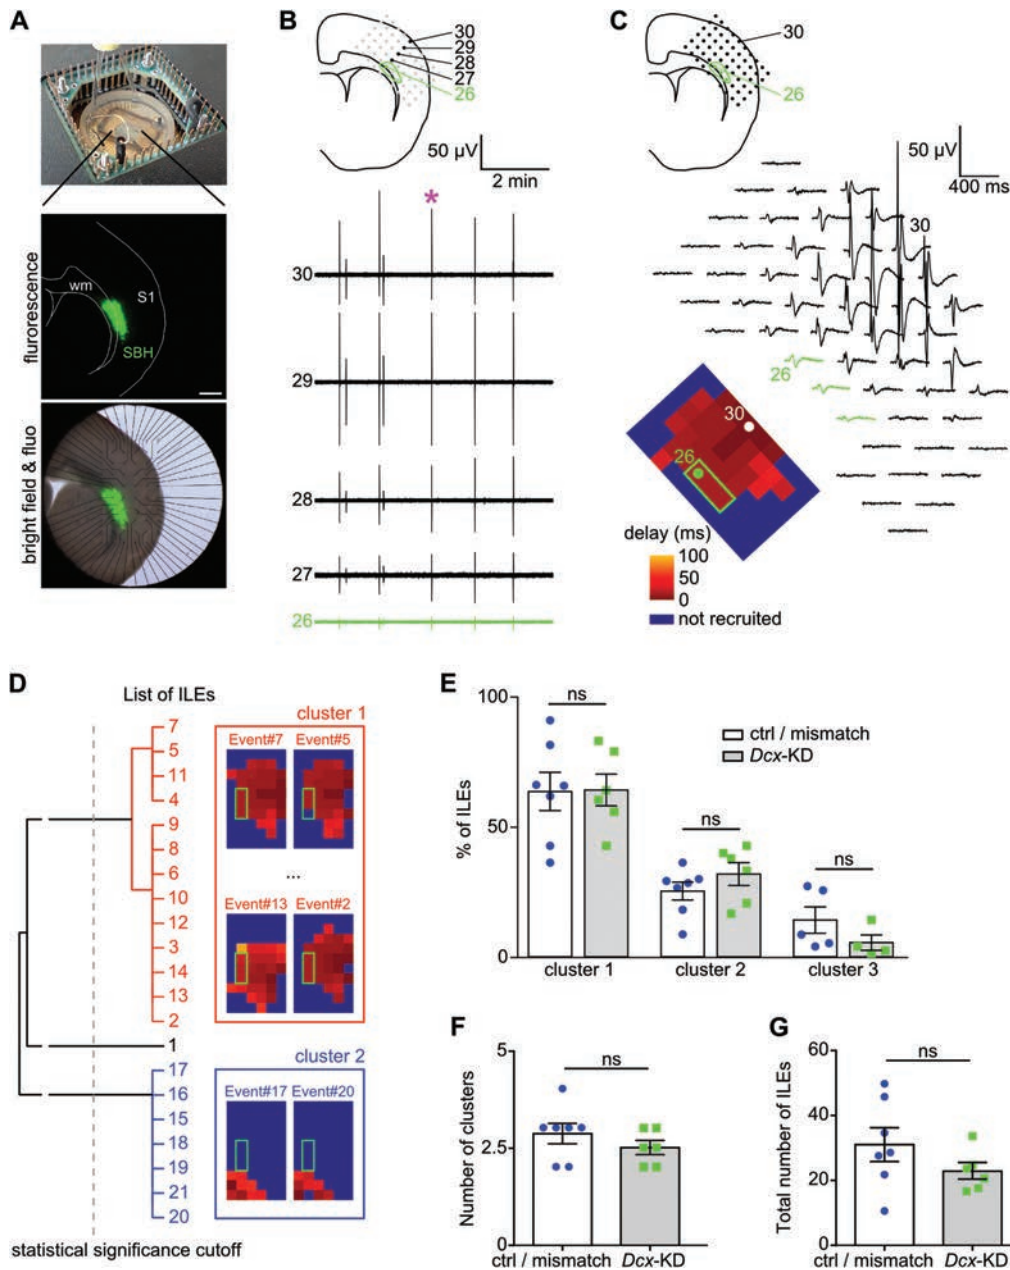 A
B
C
30
29
28
27
26
50 µV
2 min
30
26
50 µV
400 ms
flurorescence
wm
S1
SBH
bright field & fluo
*
30
29
28
27
26
30
26
30
26
delay (ms)
100
50
0
not recruited
D
List of ILEs
7
5
11
4
9
8
6
10
12
3
14
13
2
1
17
16
15
18
19
21
20
statistical significance cutoff
cluster 1
Event#7 Event#5
...
Event#13 Event#2
cluster 2
Event#17 Event#20
E
% of ILEs
100
50
0
ns
ns
ns
ctrl / mismatch
Dcx-KD
cluster 1 cluster 2 cluster 3
F
Number of clusters
5
2.5
0
ns
ctrl / mismatch Dcx-KD
G
Total number of ILEs
60
40
20
0
ns
ctrl / mismatch Dcx-KD